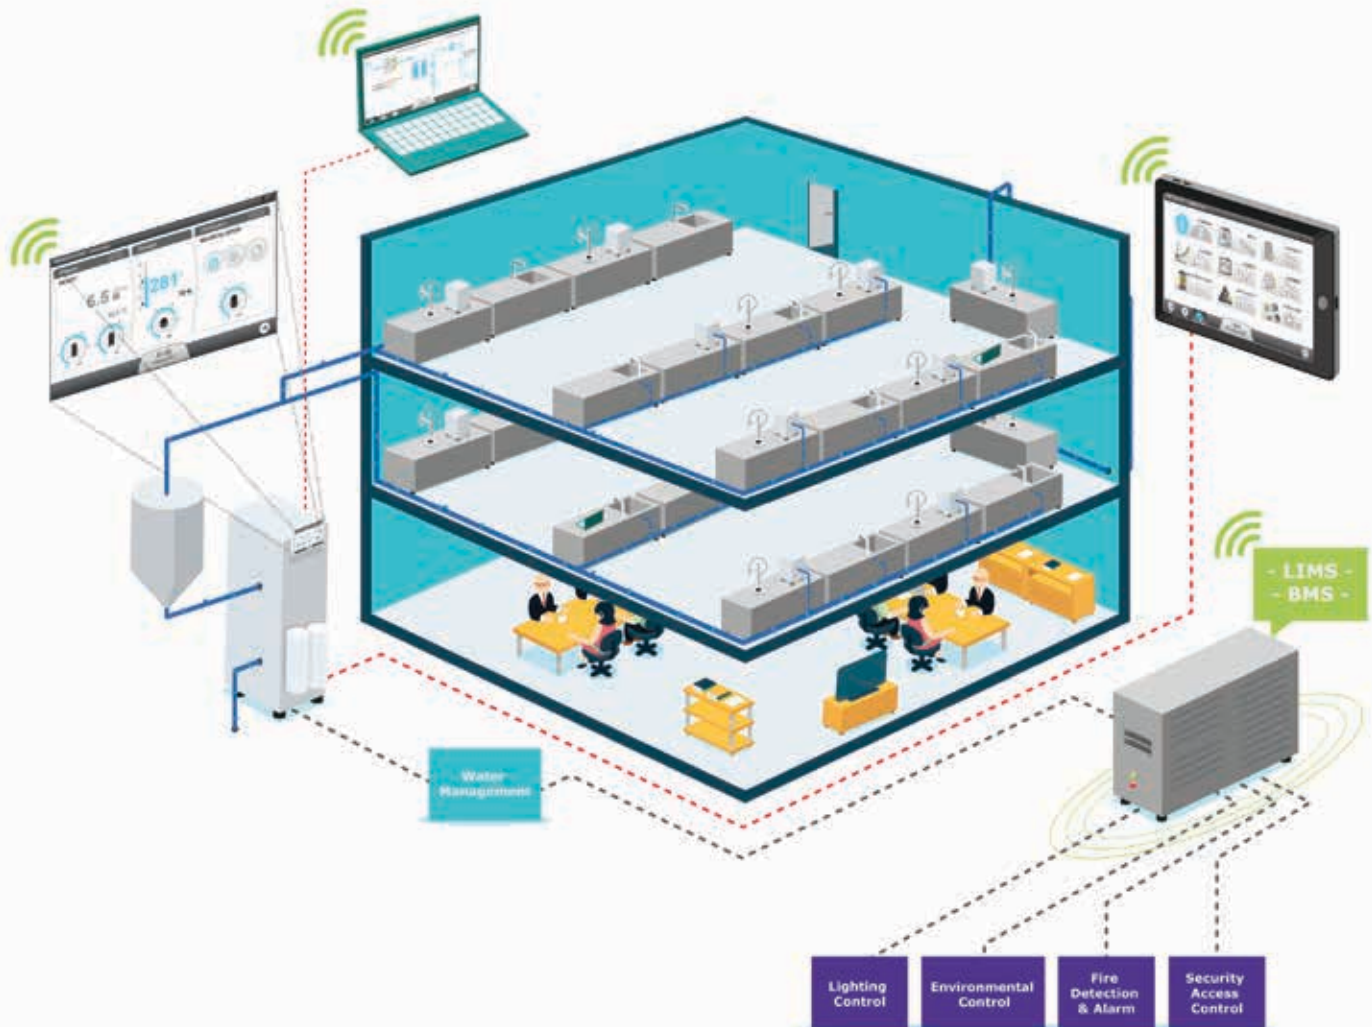 6.5
281
- LIMS -
- BMS -
Water
Management
Lighting
Control
Environmental
Control
Fire
Detection
& Alarm
Security
Access
Control